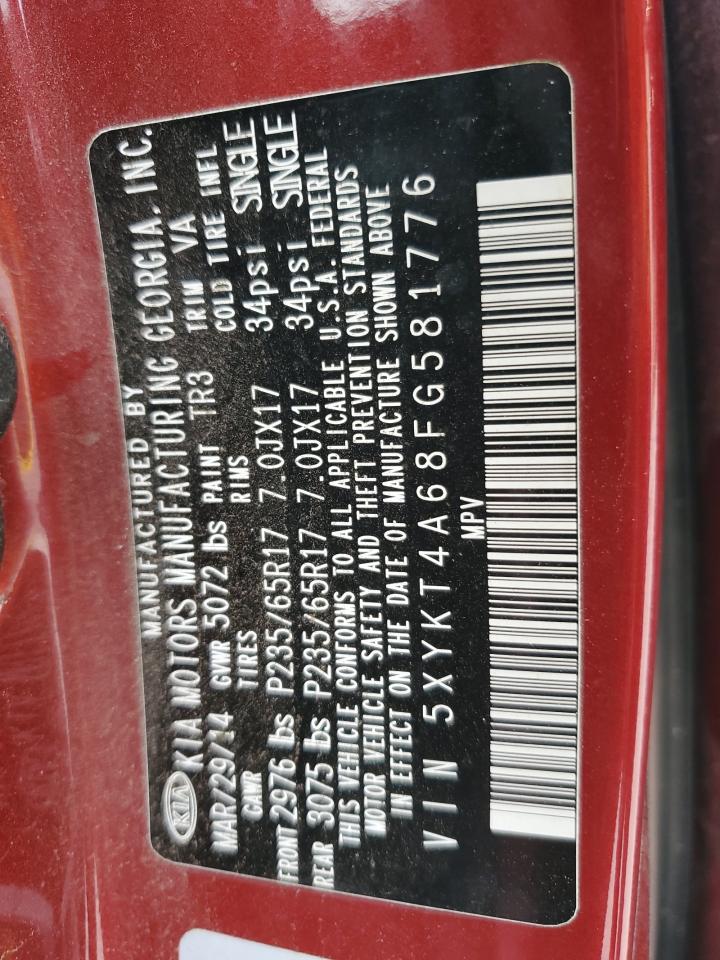 MANUFACTURED BY
KIA KIA MOTORS MANUFACTURING GEORGIA, INC.
MAR/29/14 GVWR 5072 lbs PAINT TR3 TRIM VA
GAWR TIRES RIMS COLD TIRE INFL
FRONT 2976 lbs P235/65R17 7.0JX17 34psi SINGLE
REAR 3075 lbs P235/65R17 7.0JX17 34psi SINGLE
THIS VEHICLE CONFORMS TO ALL APPLICABLE U.S.A. FEDERAL
MOTOR VEHICLE SAFETY AND THEFT PREVENTION STANDARDS
IN EFFECT ON THE DATE OF MANUFACTURE SHOWN ABOVE
VIN 5XYKT4A68FG581776
MPV